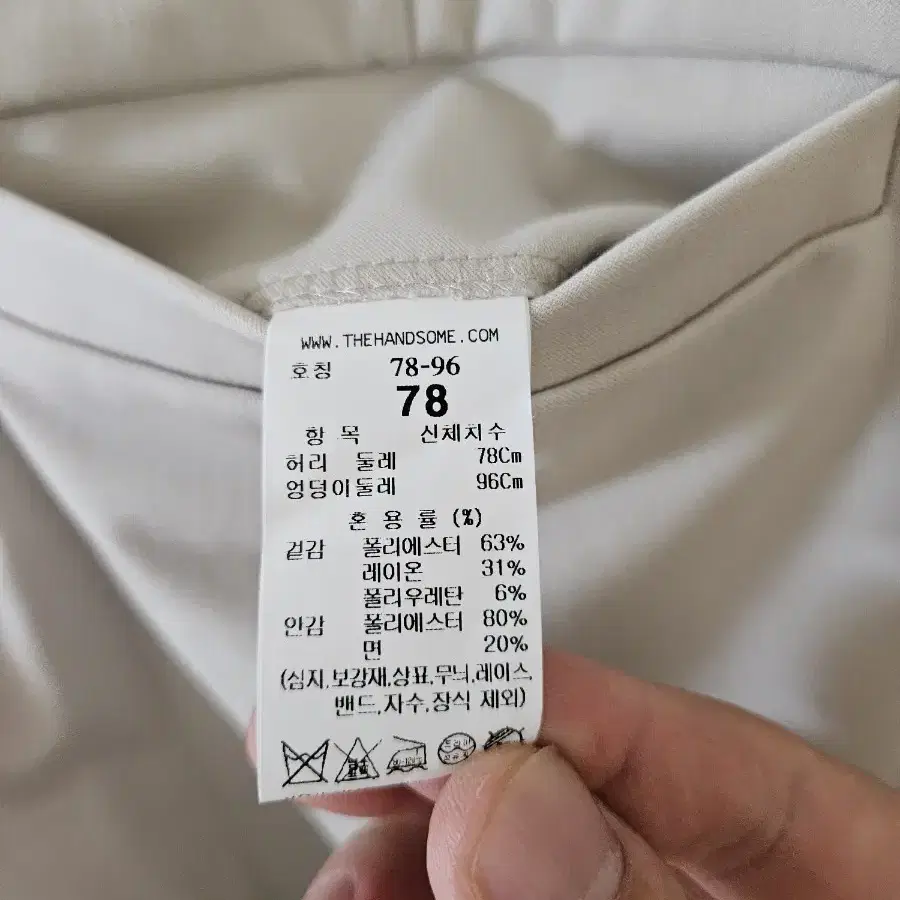 WWW.THEHANDSOME.COM
호칭 78-96
78
항 목 신체치수
허리 둘레 78Cm
엉덩이둘레 96Cm
혼 용 률 (%)
겉감 폴리에스터 63%
레이온 31%
폴리우레탄 6%
안감 폴리에스터 80%
면 20%
(심지,보강재,상표,무늬,레이스,
밴드,자수,장식 제외)